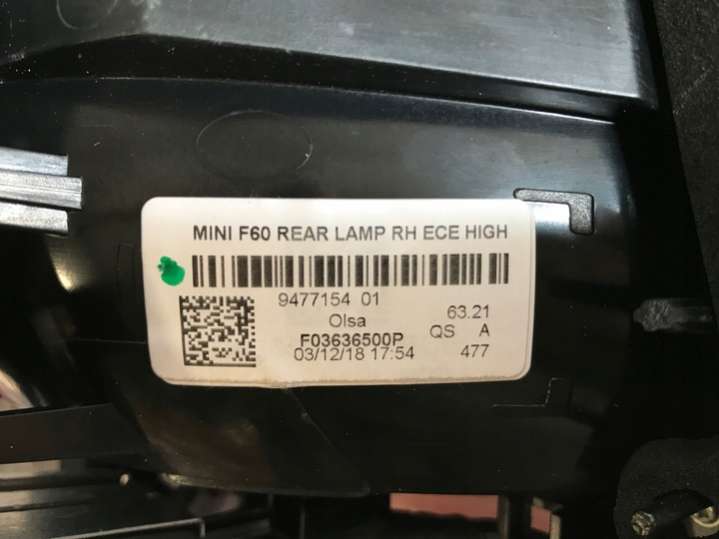 MINI F60 REAR LAMP RH ECE HIGH
9477154 01
Olsa
63.21
F03636500P
QS A
03/12/18 17:54
477